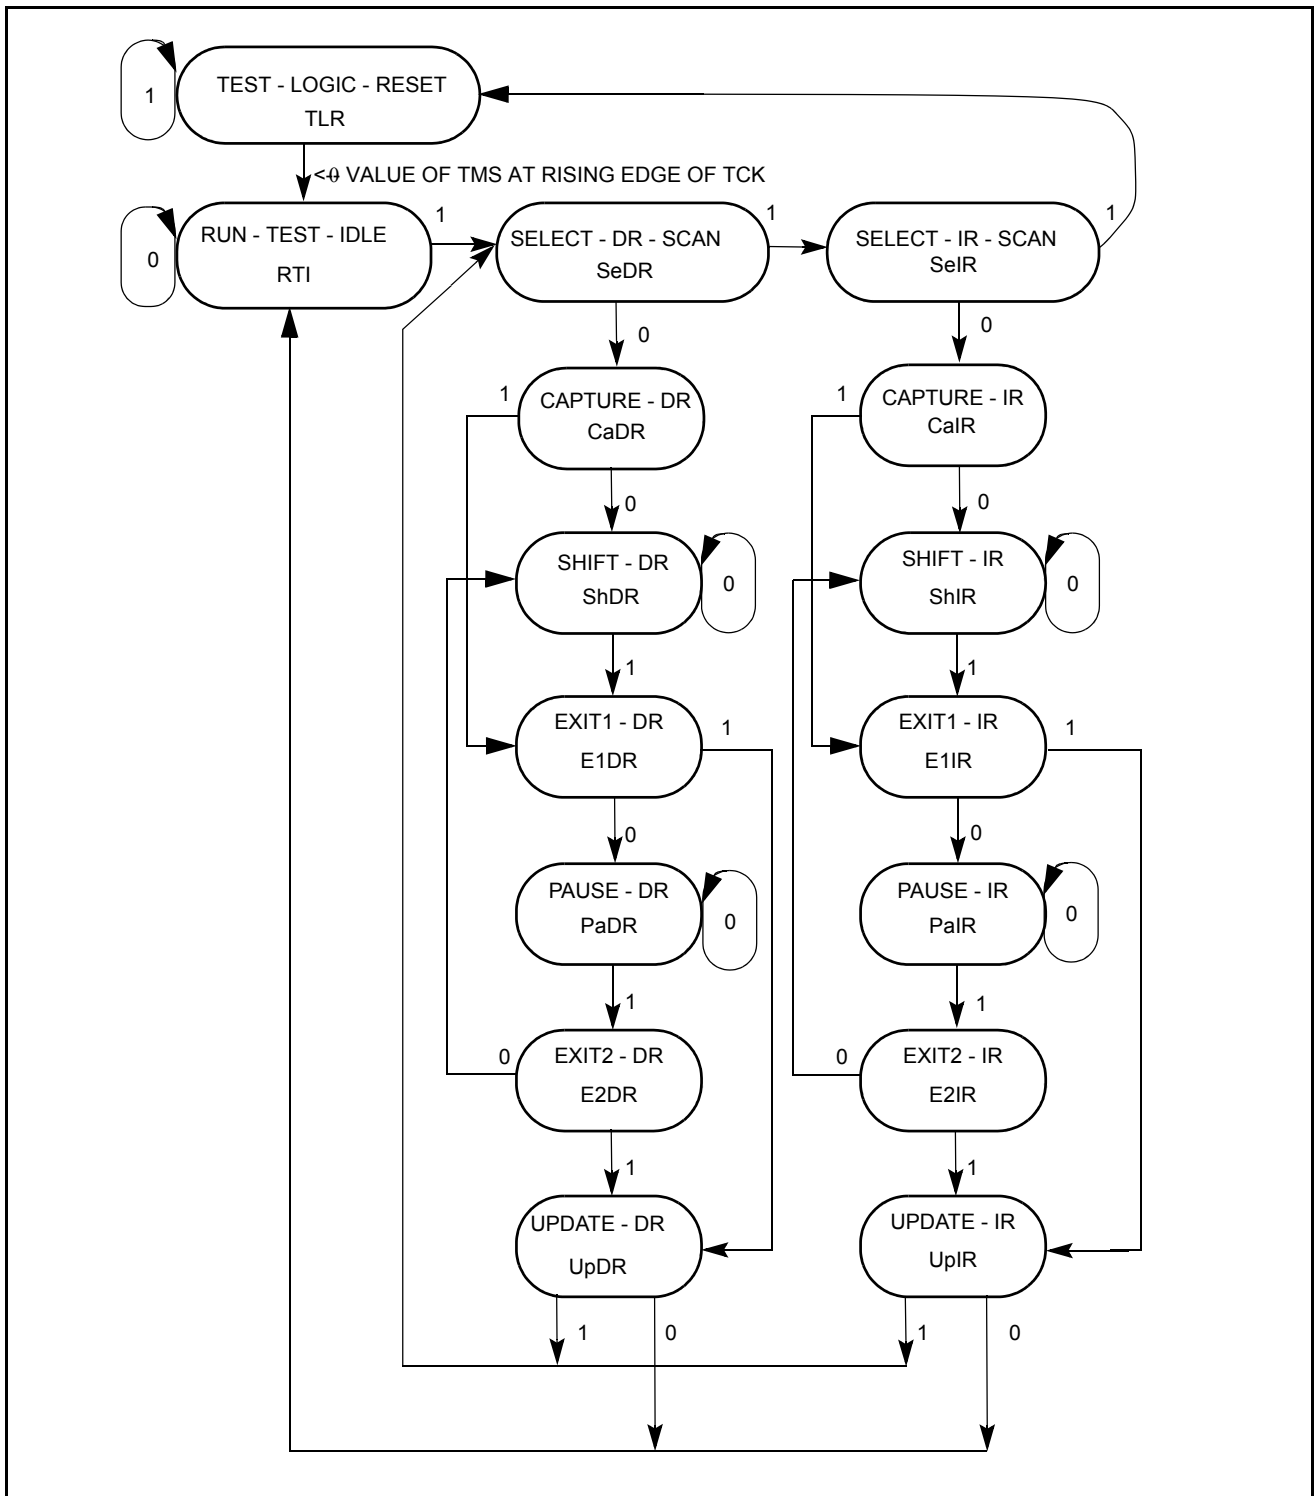 TEST - LOGIC - RESET
1
TLR
<0 VALUE OF TMS AT RISING EDGE OF TCK
1
1
1
RUN - TEST - IDLE
SELECT - DR - SCAN
SELECT - IR - SCAN
0
RTI
SeDR
SeIR
0
0
1
CAPTURE - DR
1
CAPTURE - IR
CaDR
CaIR
0
0
SHIFT - DR
SHIFT - IR
ShDR
0
ShIR
0
1
1
EXIT1 - DR
1
EXIT1 - IR
1
E1DR
E1IR
0
0
PAUSE - DR
PAUSE - IR
PaDR
0
PaIR
0
1
1
0
EXIT2 - DR
0
EXIT2 - IR
E2DR
E2IR
1
1
UPDATE - DR
UPDATE - IR
UpDR
UpIR
1
0
1
0